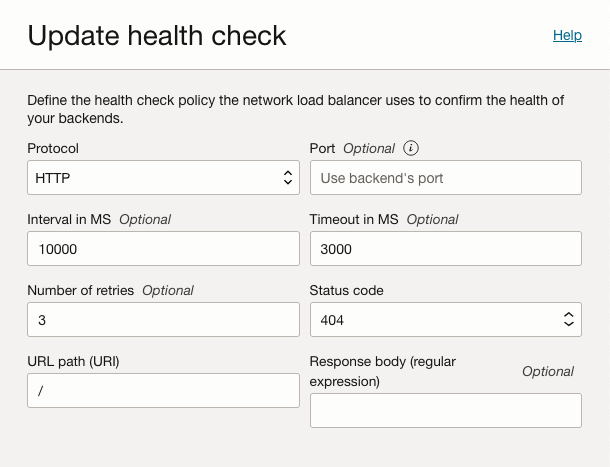 Update health check
Help
Define the health check policy the network load balancer uses to confirm the health of
your backends.
Protocol
Port Optional i
HTTP
Use backend's port
Interval in MS Optional
Timeout in MS Optional
10000
3000
Number of retries Optional
Status code
3
404
URL path (URI)
Response body (regular
expression)
Optional
/